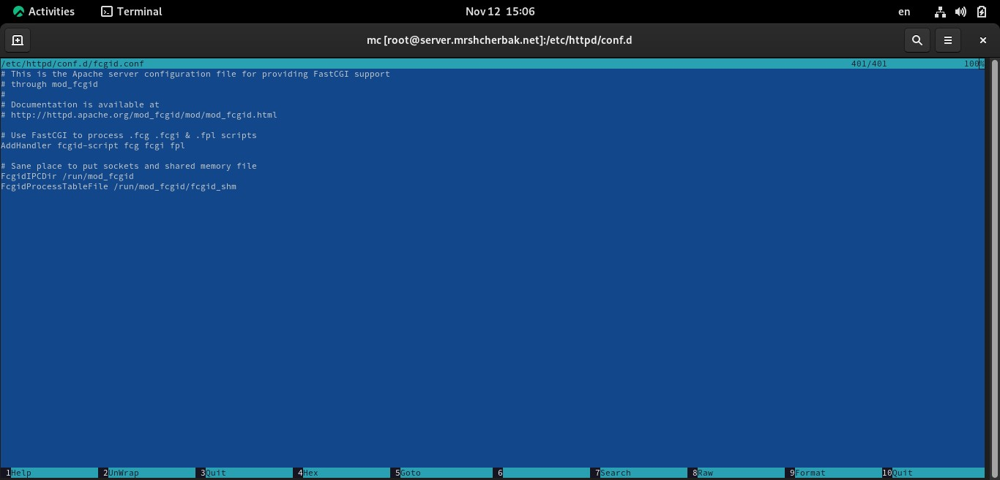 Activities Terminal Nov 12 15:06 en
mc [root@server.mrshcherbak.net]:/etc/httpd/conf.d
/etc/httpd/conf.d/fcgid.conf 401/401 100%
# This is the Apache server configuration file for providing FastCGI support
# through mod_fcgid
#
# Documentation is available at
# http://httpd.apache.org/mod_fcgid/mod/mod_fcgid.html
# Use FastCGI to process .fcg .fcgi & .fpl scripts
AddHandler fcgid-script fcg fcgi fpl
# Sane place to put sockets and shared memory file
FcgidIPCDir /run/mod_fcgid
FcgidProcessTableFile /run/mod_fcgid/fcgid_shm
1Help 2UnWrap 3Quit 4Hex 5Goto 6 7Search 8Raw 9Format 10Quit